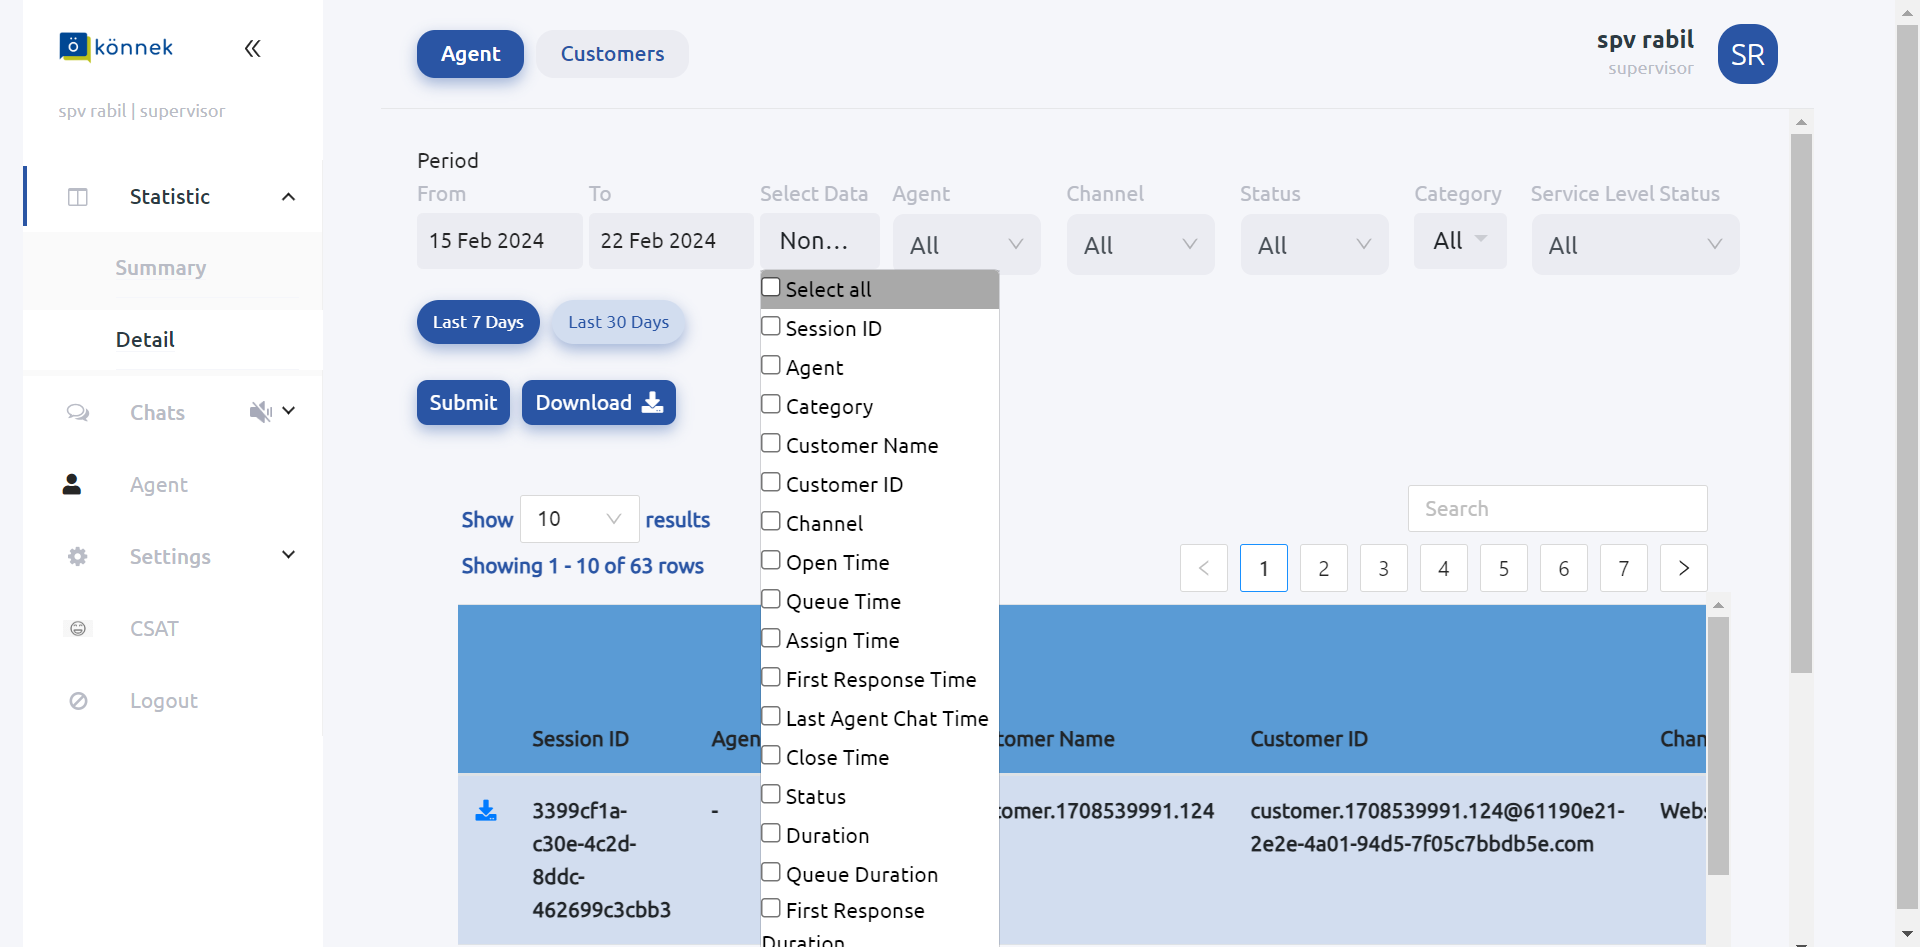 ö könnek
spv rabil | supervisor
Statistic
Summary
Detail
Chats
Agent
Settings
CSAT
Logout
Agent
Customers
spv rabil
supervisor
SR
Period
From
To
Select Data
Agent
Channel
Status
Category
Service Level Status
15 Feb 2024
22 Feb 2024
Non...
All
All
All
All
All
Last 7 Days
Last 30 Days
Submit
Download
Select all
Session ID
Agent
Category
Customer Name
Customer ID
Channel
Open Time
Queue Time
Assign Time
First Response Time
Last Agent Chat Time
Close Time
Status
Duration
Queue Duration
First Response
Duration
Show 10 results
Showing 1 - 10 of 63 rows
Search
< 1 2 3 4 5 6 7 >
Session ID
Agen
tomer Name
Customer ID
Chan
3399cf1a-
c30e-4c2d-
8ddc-
462699c3cbb3
-
tomer.1708539991.124
customer.1708539991.124@61190e21-
2e2e-4a01-94d5-7f05c7bbdb5e.com
Webs